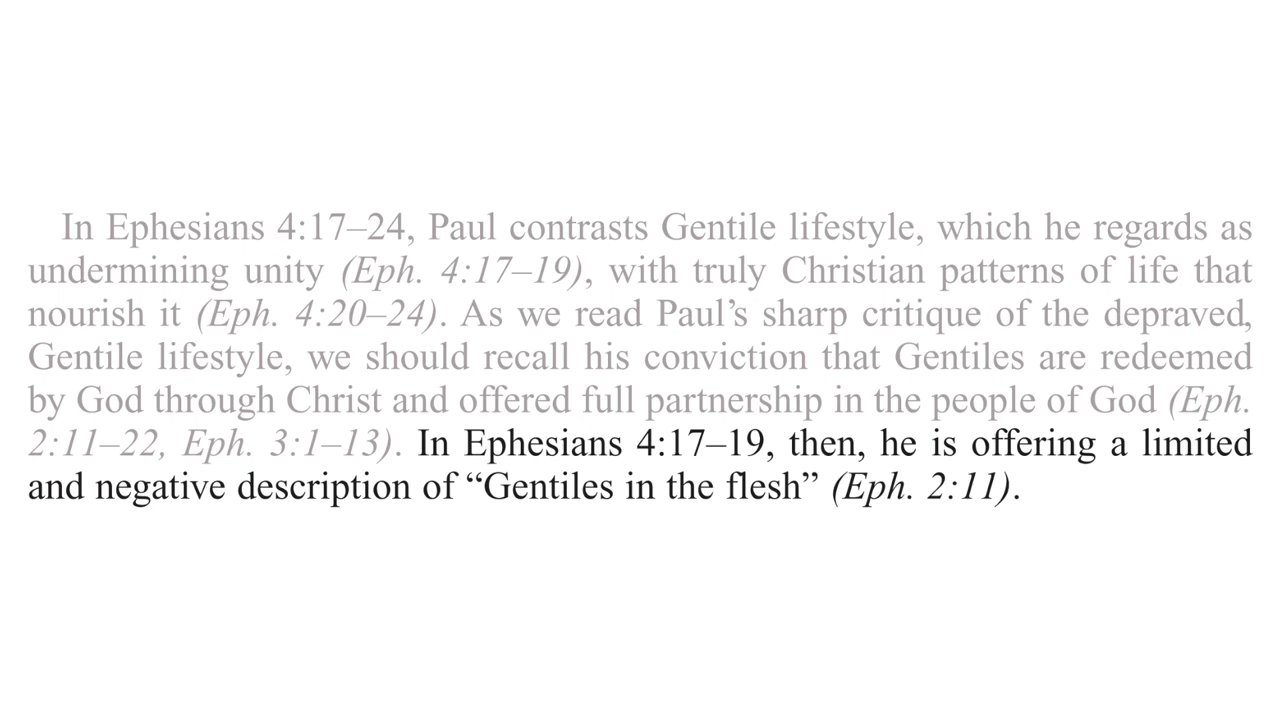 In Ephesians 4:17–24, Paul contrasts Gentile lifestyle, which he regards as
undermining unity (Eph. 4:17–19), with truly Christian patterns of life that
nourish it (Eph. 4:20–24). As we read Paul’s sharp critique of the depraved,
Gentile lifestyle, we should recall his conviction that Gentiles are redeemed
by God through Christ and offered full partnership in the people of God (Eph.
2:11–22, Eph. 3:1–13). In Ephesians 4:17–19, then, he is offering a limited
and negative description of “Gentiles in the flesh” (Eph. 2:11).